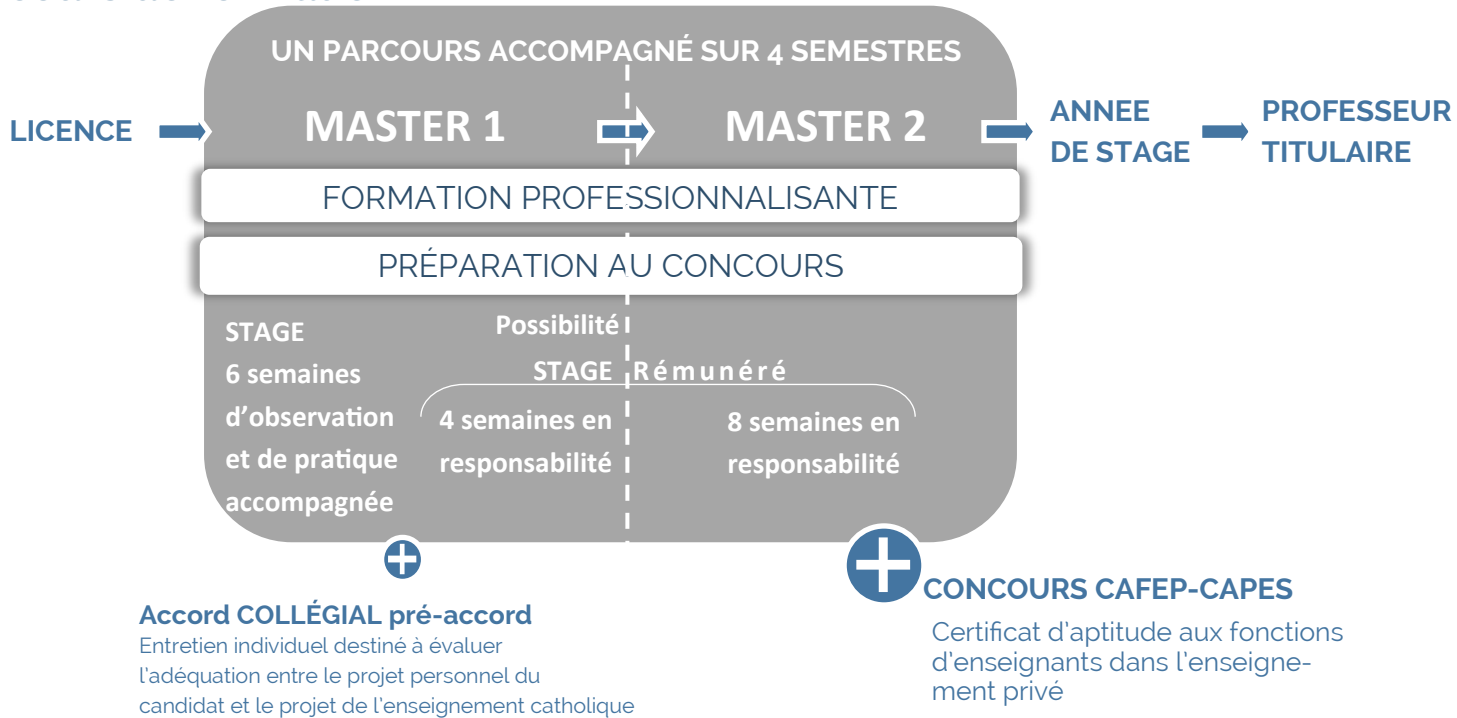 UN PARCOURS ACCOMPAGNÉ SUR 4 SEMESTRES
LICENCE
MASTER 1
MASTER 2
ANNEE
DE STAGE
PROFESSEUR
TITULAIRE
FORMATION PROFESSIONNALISANTE
PRÉPARATION AU CONCOURS
STAGE
6 semaines
d'observation
et de pratique
accompagnée
Possibilité
STAGE Rémunéré
4 semaines en
responsabilité
8 semaines en
responsabilité
Accord COLLÉGIAL pré-accord
Entretien individuel destiné à évaluer
l'adéquation entre le projet personnel du
candidat et le projet de l'enseignement catholique
CONCOURS CAFEP-CAPES
Certificat d'aptitude aux fonctions
d'enseignants dans l'enseigne-
ment privé